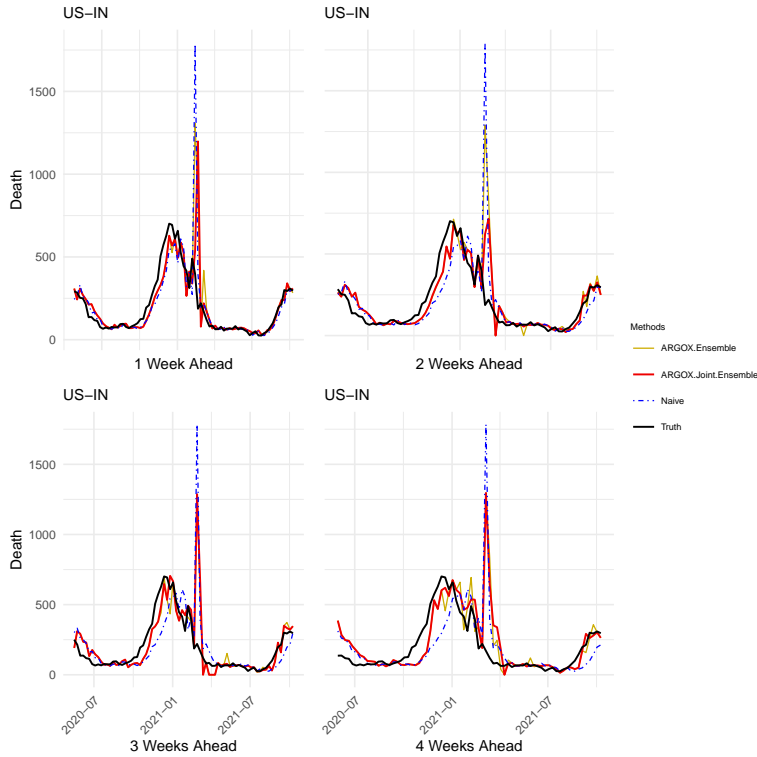 US−IN
US−IN
1500
1000
500
0
Death
1 Week Ahead
2 Weeks Ahead
Methods
ARGOX.Ensemble
ARGOX.Joint.Ensemble
Naive
Truth
US−IN
US−IN
1500
1000
500
0
Death
2020−07
2021−01
2021−07
2020−07
2021−01
2021−07
3 Weeks Ahead
4 Weeks Ahead